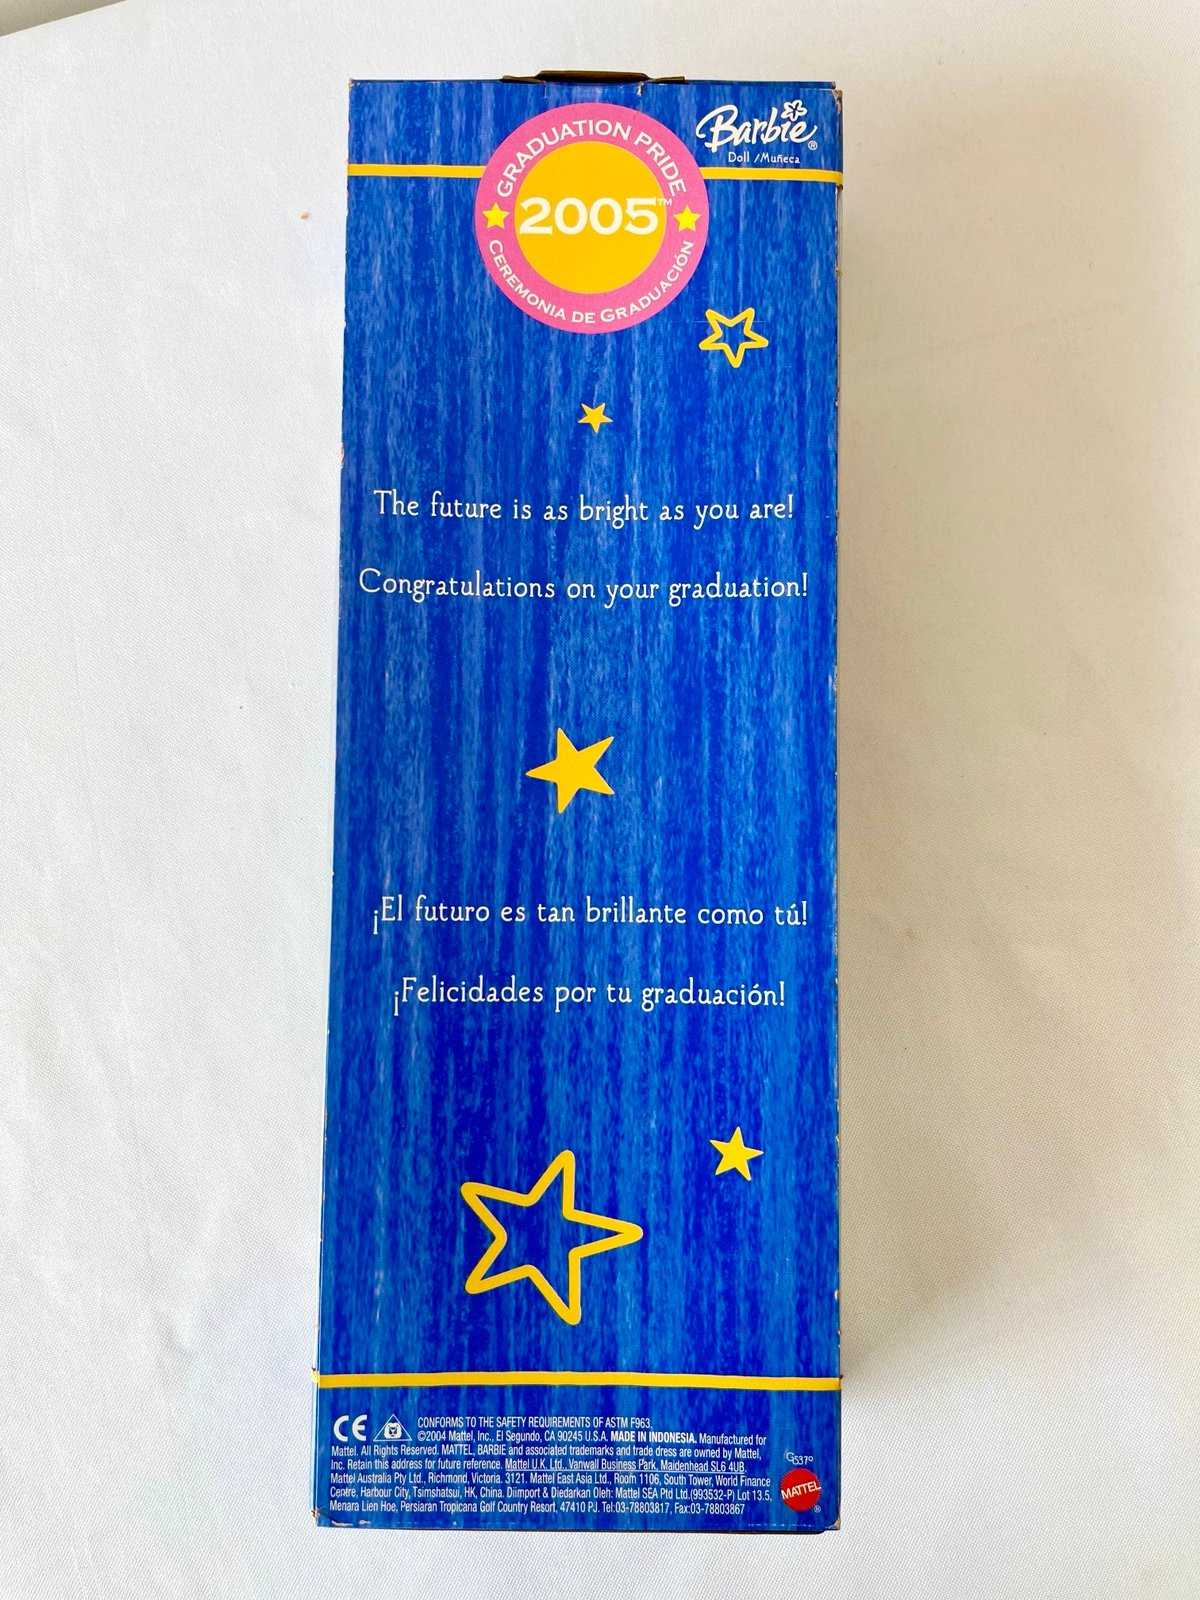 Barbie®
Doll /Muñeca
GRADUATION PRIDE
2005™
CEREMONIA DE GRADUACIÓN
The future is as bright as you are!
Congratulations on your graduation!
¡El futuro es tan brillante como tú!
¡Felicidades por tu graduación!
CE
CONFORMS TO THE SAFETY REQUIREMENTS OF ASTM F963.
©2004 Mattel, Inc., El Segundo, CA 90245 U.S.A. MADE IN INDONESIA. Manufactured for
Mattel. All Rights Reserved. MATTEL, BARBIE and associated trademarks and trade dress are owned by Mattel,
Inc. Retain this address for future reference. Mattel U.K. Ltd., Vanwall Business Park, Maidenhead SL6 4UB.
Mattel Australia Pty Ltd., Richmond, Victoria. 3121. Mattel East Asia Ltd., Room 1106, South Tower, World Finance
Centre, Harbour City, Tsimshatsui, HK, China. Diimport & Diedarkan Oleh: Mattel SEA Ptd Ltd.(993532-P) Lot 13.5,
Menara Lien Hoe, Persiaran Tropicana Golf Country Resort, 47410 PJ. Tel:03-78803817, Fax:03-78803867
MATTEL®